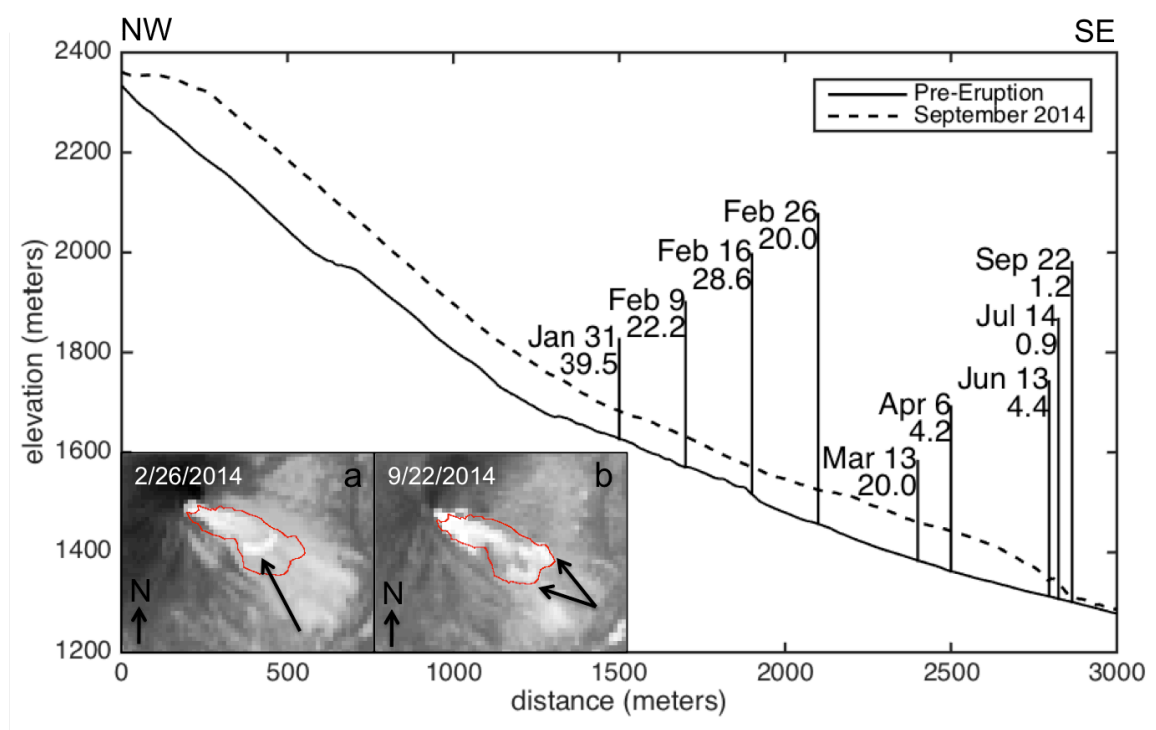 NW
SE
2400
2200
2000
1800
1600
1400
1200
elevation (meters)
Pre-Eruption
September 2014
Feb 26
20.0
Feb 16
28.6
Feb 9
22.2
Jan 31
39.5
Sep 22
1.2
Jul 14
0.9
Jun 13
4.4
Apr 6
4.2
Mar 13
20.0
2/26/2014
a
N
9/22/2014
b
N
0
500
1000
1500
2000
2500
3000
distance (meters)